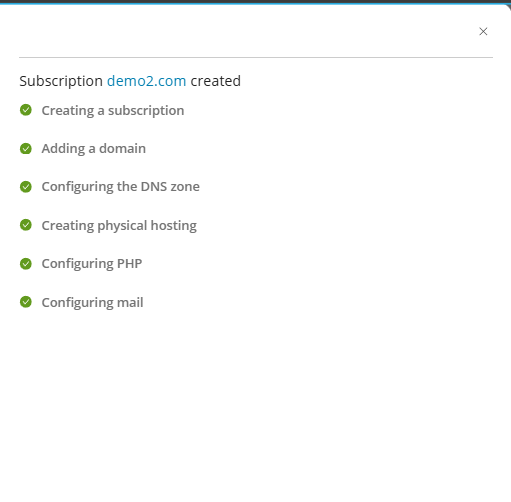 Subscription demo2.com created
Creating a subscription
Adding a domain
Configuring the DNS zone
Creating physical hosting
Configuring PHP
Configuring mail